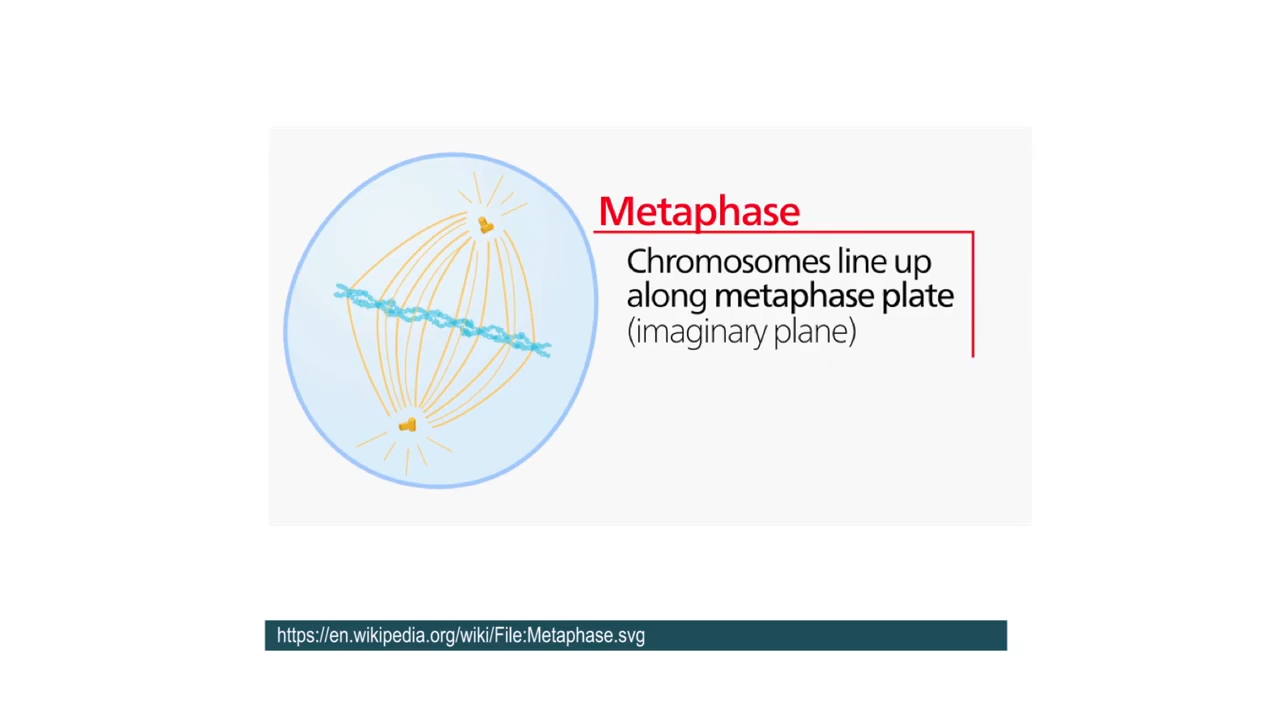 Metaphase
Chromosomes line up
along metaphase plate
(imaginary plane)
https://en.wikipedia.org/wiki/File:Metaphase.svg